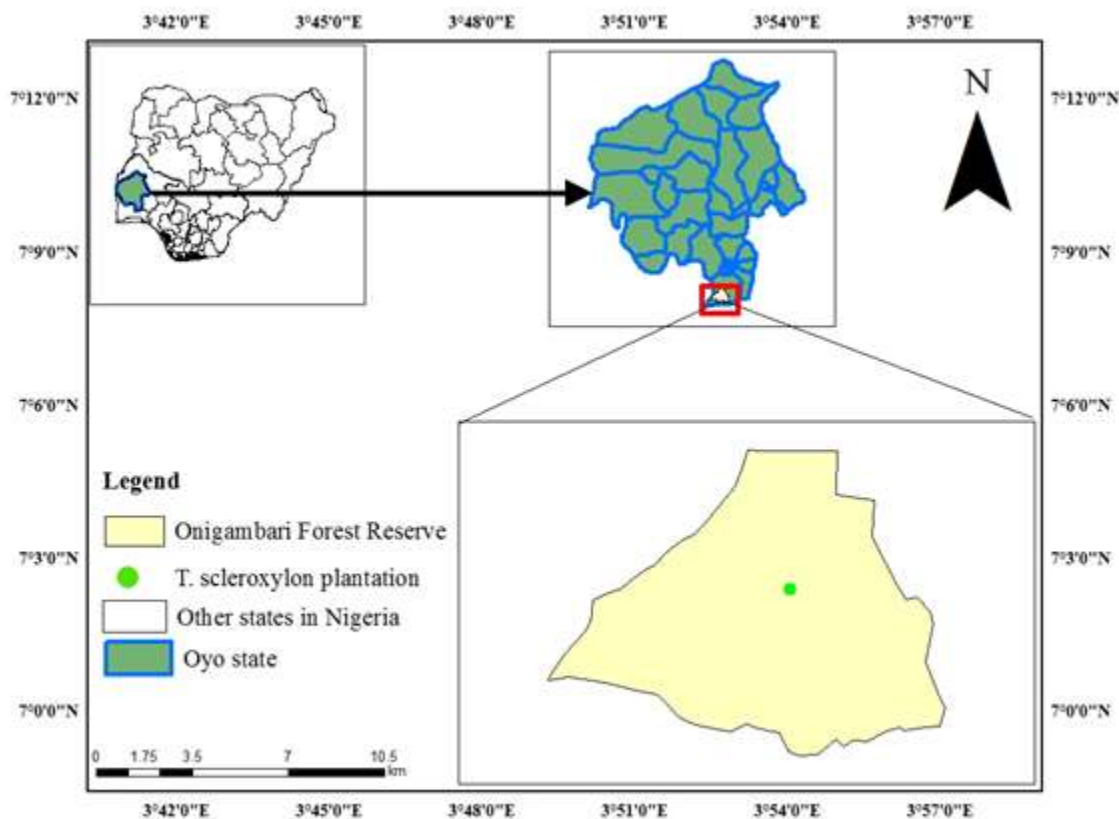 3°42'0"E 3°45'0"E 3°48'0"E 3°51'0"E 3°54'0"E 3°57'0"E
7°12'0"N 7°12'0"N
N
7°9'0"N 7°9'0"N
7°6'0"N 7°6'0"N
Legend
Onigambari Forest Reserve
7°3'0"N 7°3'0"N
T. scleroxylon plantation
Other states in Nigeria
Oyo state
7°0'0"N 7°0'0"N
0 1.75 3.5 7 10.5
km
3°42'0"E 3°45'0"E 3°48'0"E 3°51'0"E 3°54'0"E 3°57'0"E